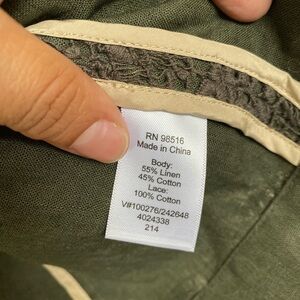 RN 98516
Made in China
Body:
55% Linen
45% Cotton
Lace:
100% Cotton
V#100276/242648
4024338
214